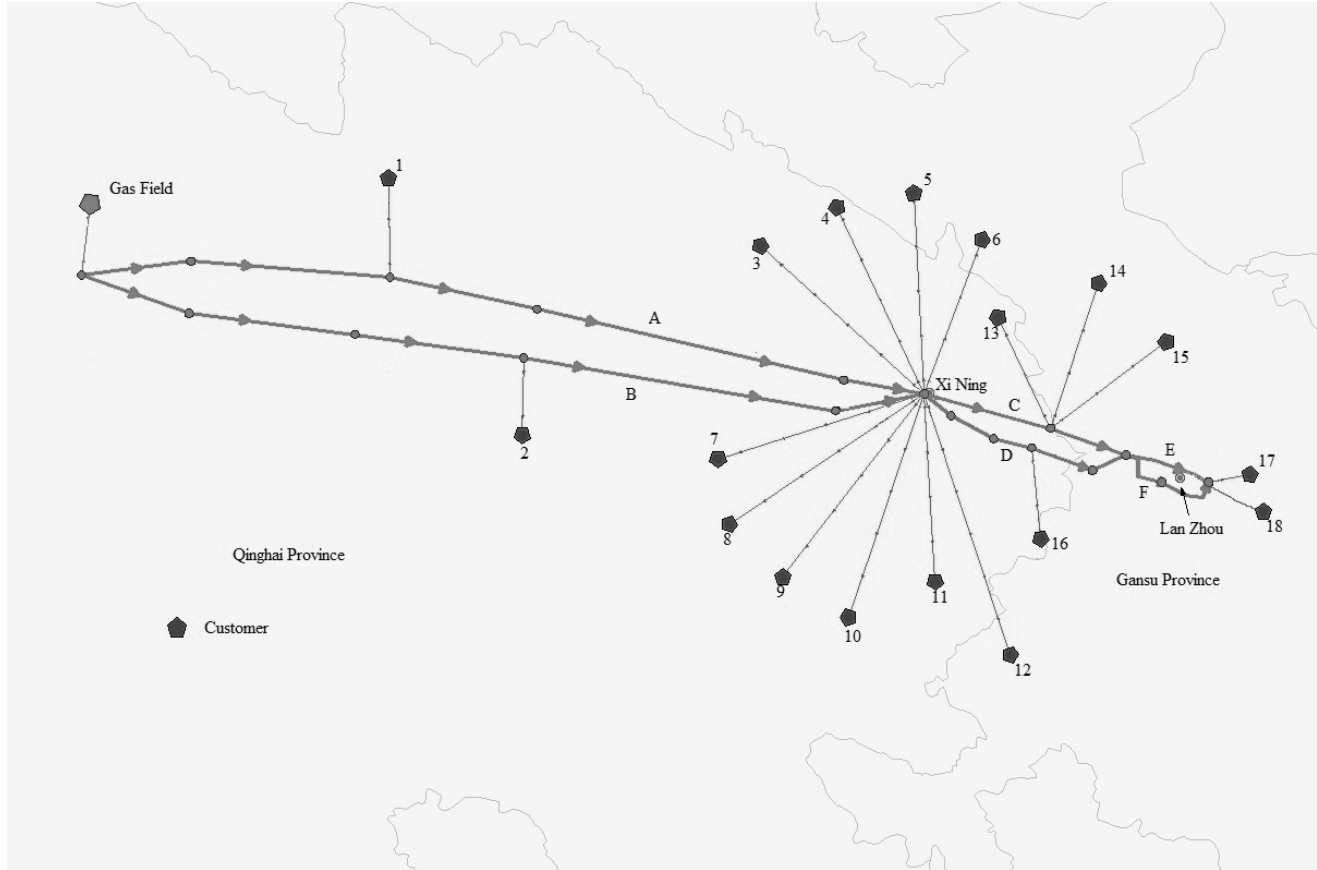 1
Gas Field
5
4
6
3
14
13
A
15
Xi Ning
B
C
7
D
E
17
2
F
18
8
Lan Zhou
16
Qinghai Province
9
Gansu Province
11
10
Customer
12